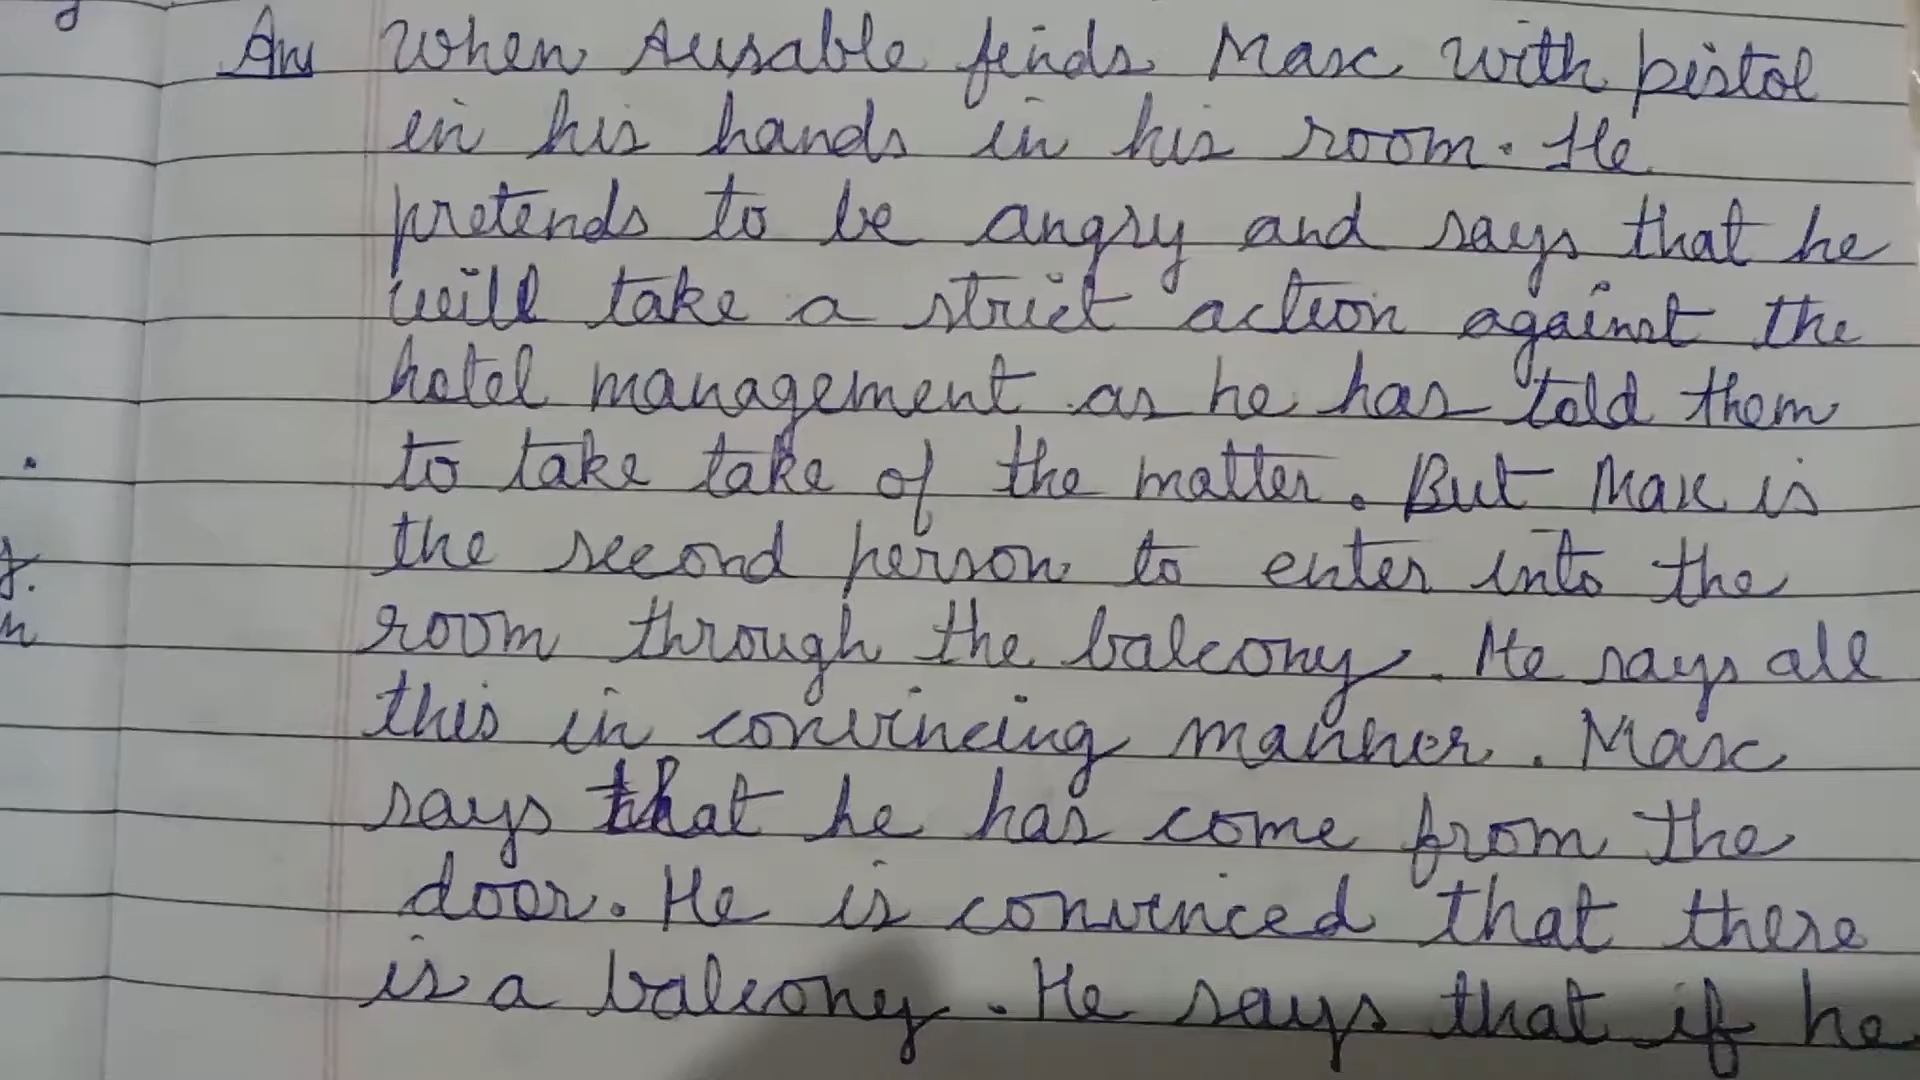 Ans When Ausable finds Max with pistol
in his hands in his room. He
pretends to be angry and says that he
will take a strict action against the
hotel management as he has told them
to take take of the matter. But Max is
the second person to enter into the
room through the balcony. He says all
this in convincing manner. Max
says that he has come from the
door. He is convinced that there
is a balcony. He says that if he